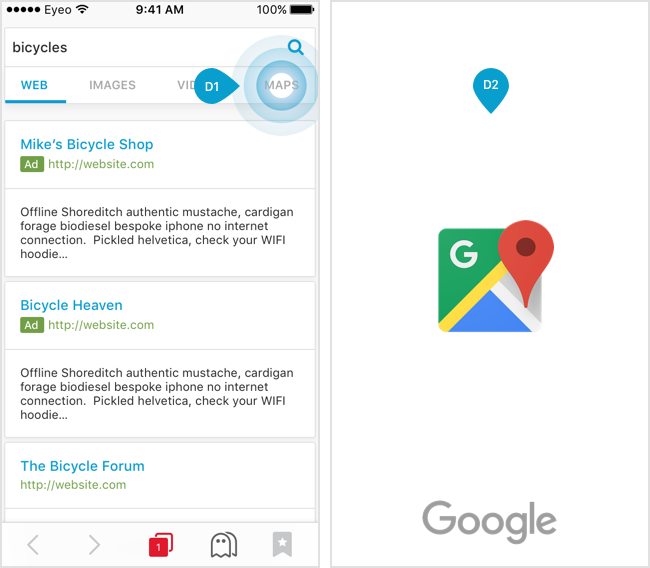 Eyeo 9:41 AM 100%
bicycles
WEB IMAGES VID D1 MAPS
Mike's Bicycle Shop
Ad http://website.com
Offline Shoreditch authentic mustache, cardigan
forage biodiesel bespoke iphone no internet
connection.  Pickled helvetica, check your WIFI
hoodie...
Bicycle Heaven
Ad http://website.com
Offline Shoreditch authentic mustache, cardigan
forage biodiesel bespoke iphone no internet
connection.  Pickled helvetica, check your WIFI
hoodie...
The Bicycle Forum
http://website.com
1
D2
G
Google